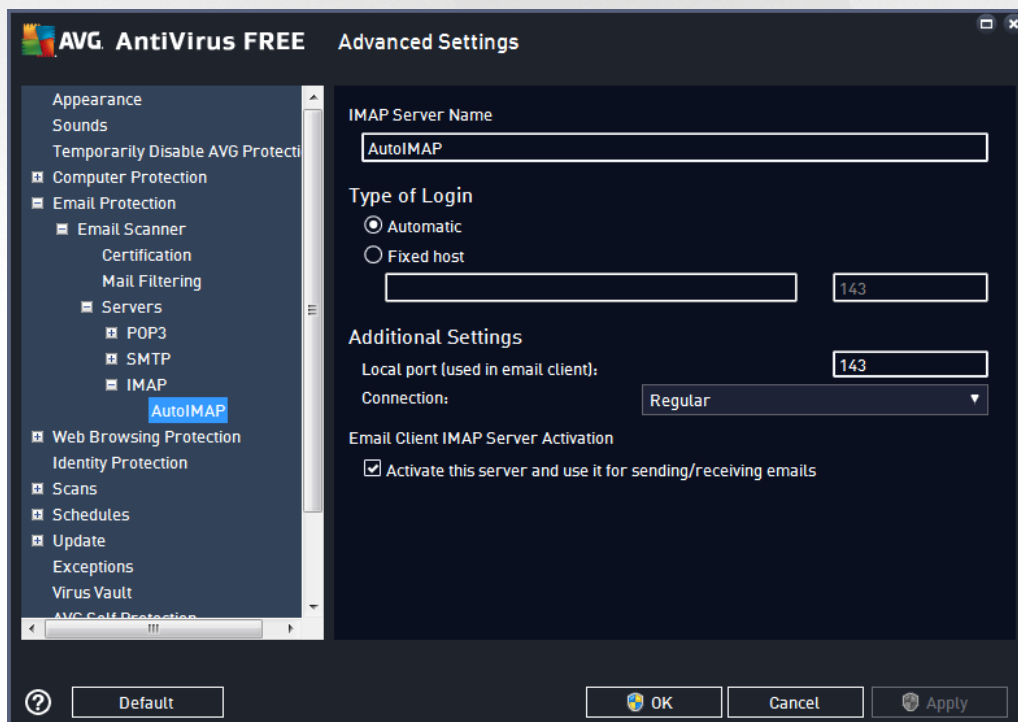 AVG AntiVirus FREE Advanced Settings
Appearance
Sounds
Temporarily Disable AVG Protecti
Computer Protection
Email Protection
Email Scanner
Certification
Mail Filtering
Servers
POP3
SMTP
IMAP
AutoIMAP
Web Browsing Protection
Identity Protection
Scans
Schedules
Update
Exceptions
Virus Vault
AVG Self Protection
IMAP Server Name
AutoIMAP
Type of Login
Automatic
Fixed host
143
Additional Settings
Local port (used in email client): 143
Connection: Regular
Email Client IMAP Server Activation
Activate this server and use it for sending/receiving emails
Default OK Cancel Apply